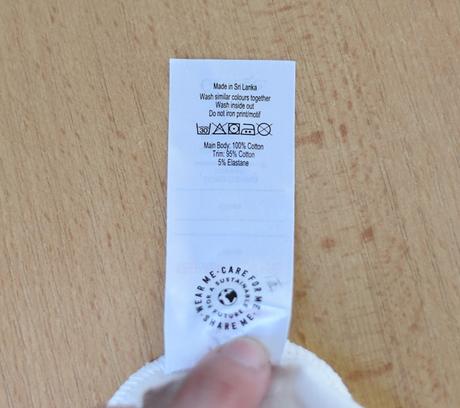 Made in Sri Lanka
Wash similar colours together
Wash inside out
Do not iron print/motif
30
Main Body: 100% Cotton
Trim: 95% Cotton
5% Elastane
WEAR ME · CARE FOR ME · SHARE ME ·
FOR A SUSTAINABLE FUTURE